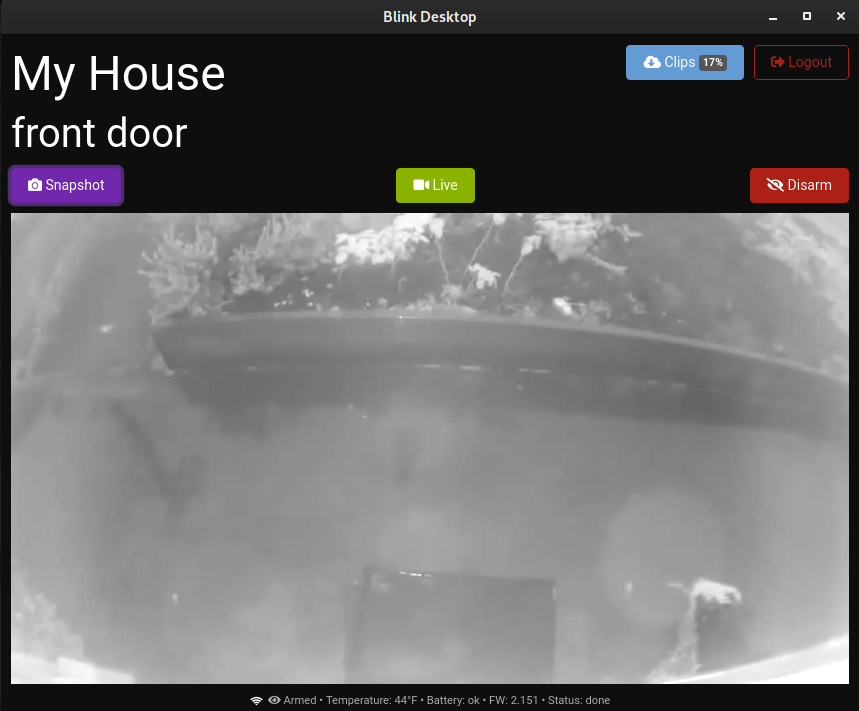 Blink Desktop
My House
Clips 17%
Logout
front door
Snapshot
Live
Disarm
Armed • Temperature: 44°F • Battery: ok • FW: 2.151 • Status: done